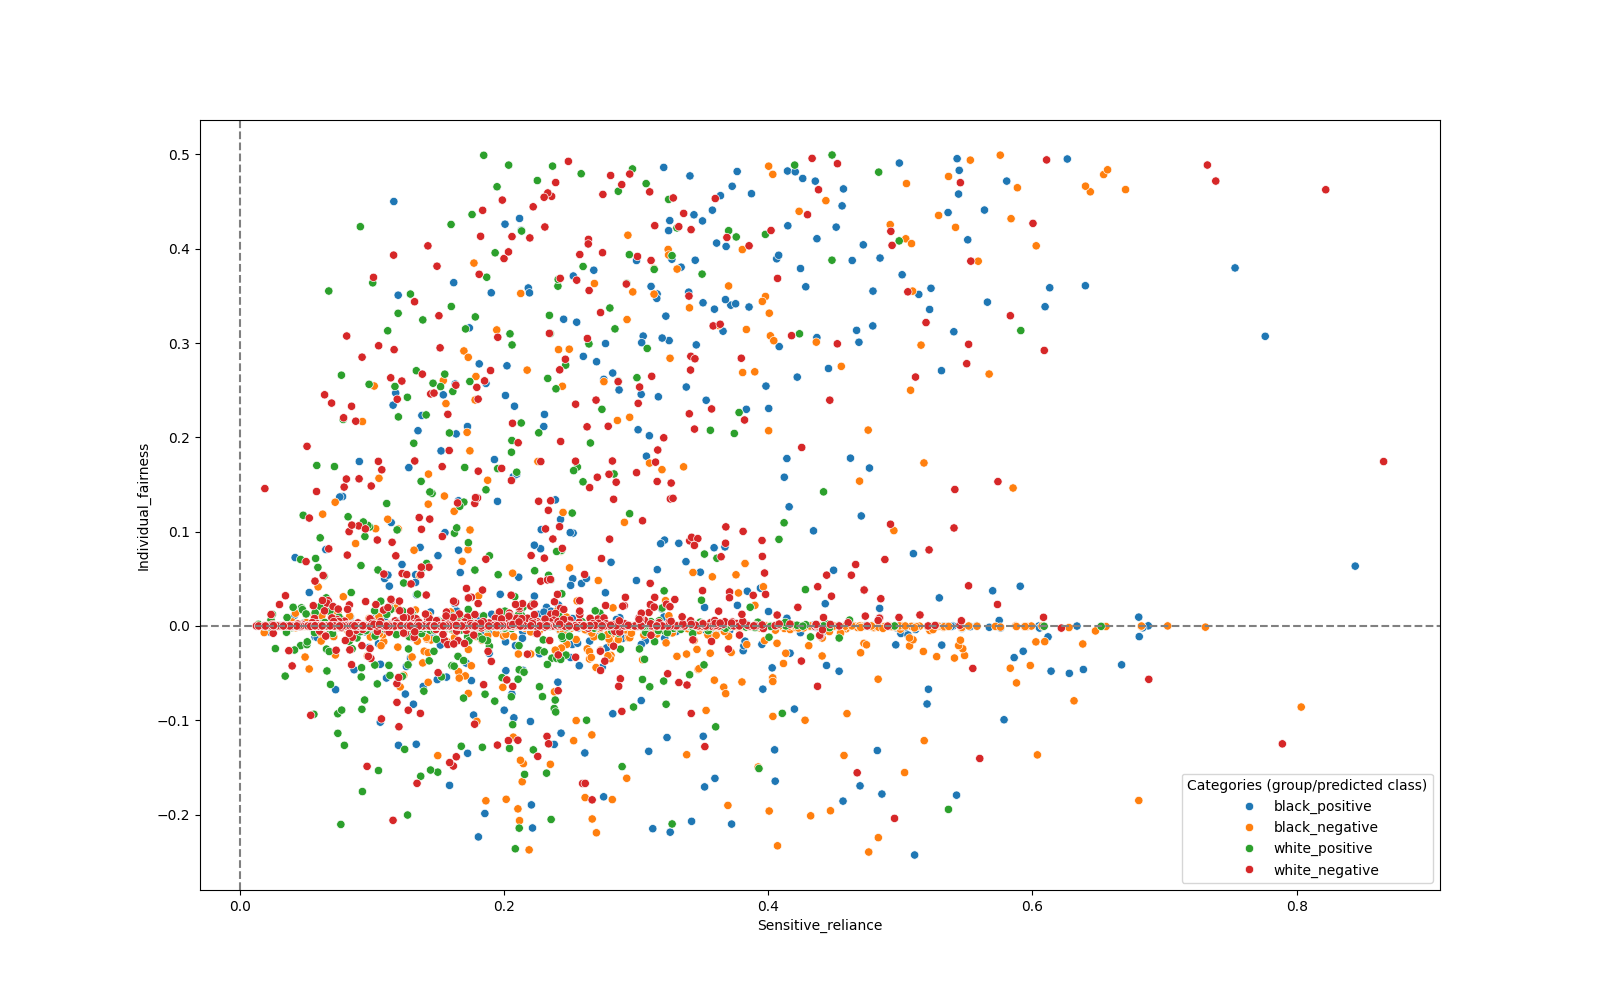 0.5
0.4
0.3
0.2
0.1
0.0
−0.1
−0.2
Individual_fairness
0.0
0.2
0.4
0.6
0.8
Sensitive_reliance
Categories (group/predicted class)
black_positive
black_negative
white_positive
white_negative